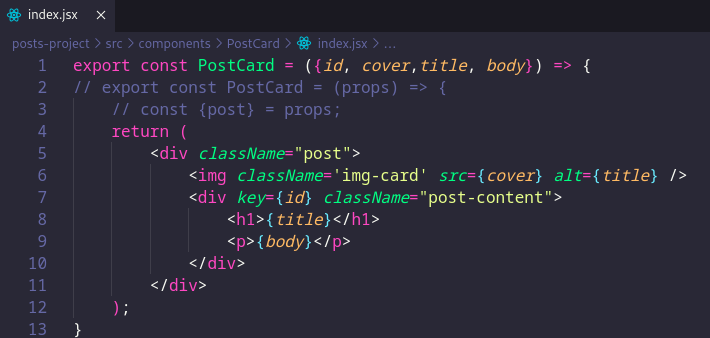 index.jsx ×
posts-project > src > components > PostCard > index.jsx > ...
1 export const PostCard = ({id, cover,title, body}) => {
2 // export const PostCard = (props) => {
3     // const {post} = props;
4     return (
5         <div className="post">
6             <img className='img-card' src={cover} alt={title} />
7             <div key={id} className="post-content">
8                 <h1>{title}</h1>
9                 <p>{body}</p>
10             </div>
11         </div>
12     );
13 }